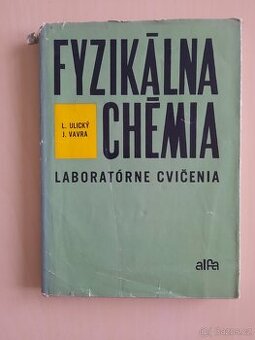 FYZIKÁLNA
CHÉMIA
L. ULICKÝ
J. VAVRA
LABORATÓRNE CVIČENIA
alfa